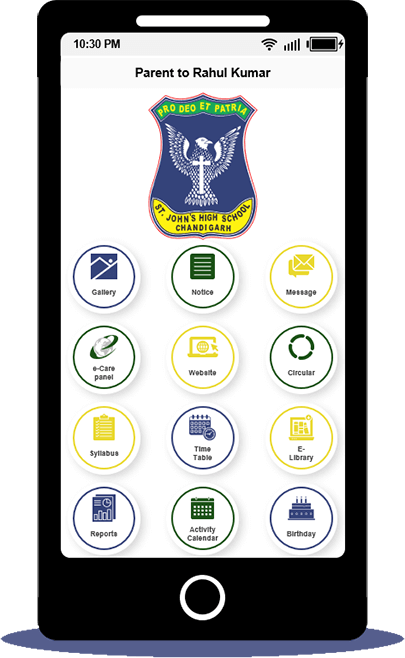 10:30 PM
Parent to Rahul Kumar
PRO DEO ET PATRIA
ST. JOHN'S HIGH SCHOOL
CHANDIGARH
Gallery
Notice
Message
e-Care
panel
Website
Circular
Syllabus
Time
Table
E-
Library
Reports
Activity
Calendar
Birthday